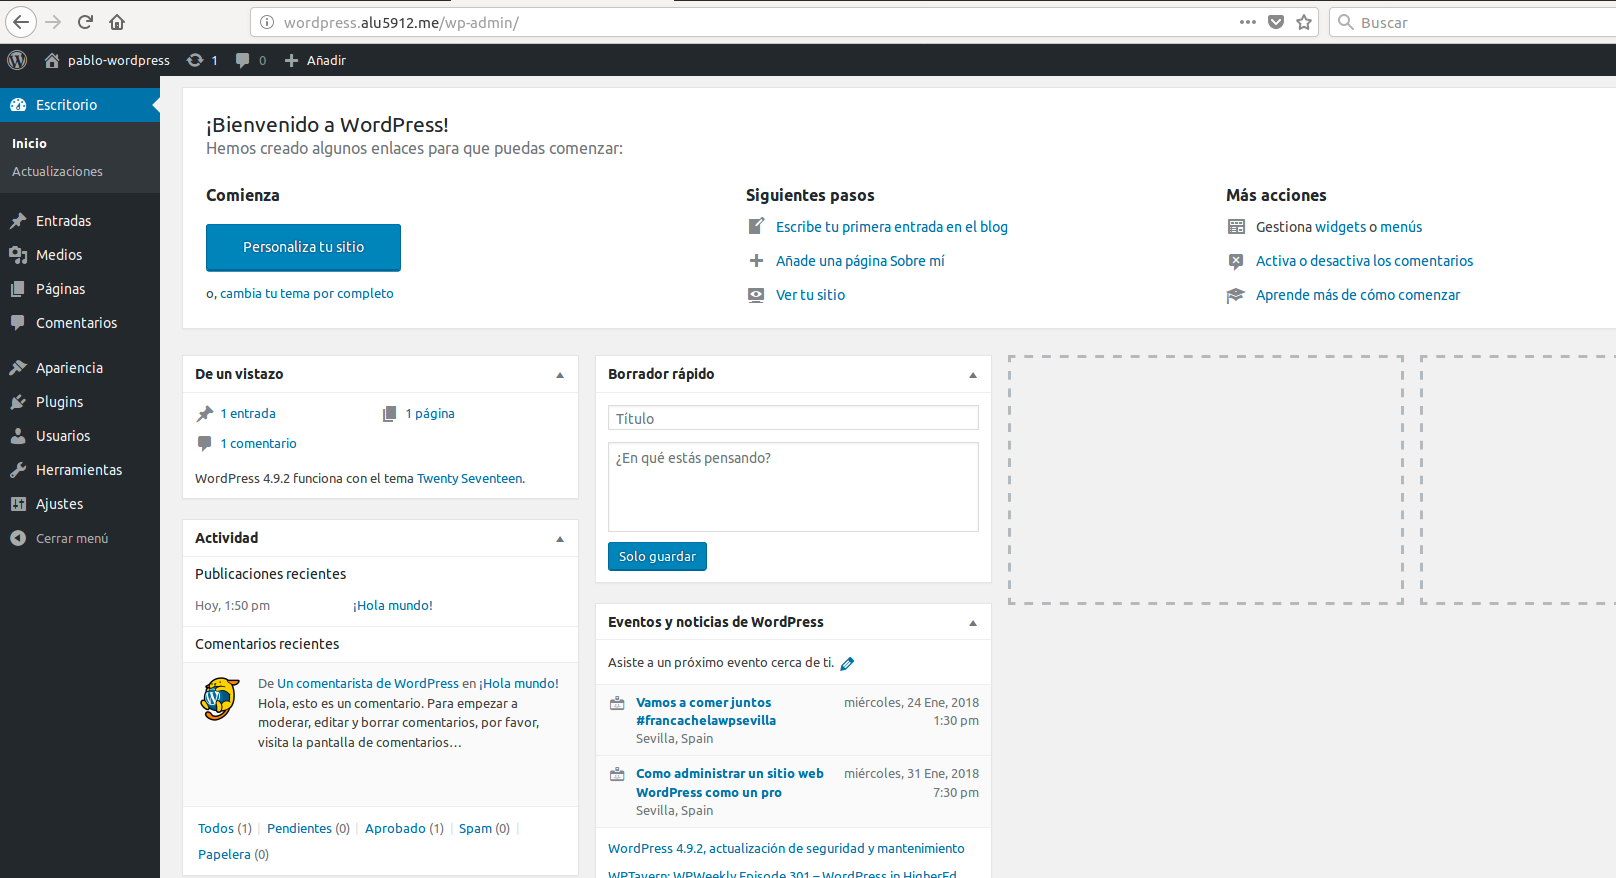 wordpress.alu5912.me/wp-admin/
Buscar
pablo-wordpress
1
0
Añadir
Escritorio
Inicio
Actualizaciones
Entradas
Medios
Páginas
Comentarios
Apariencia
Plugins
Usuarios
Herramientas
Ajustes
Cerrar menú
¡Bienvenido a WordPress!
Hemos creado algunos enlaces para que puedas comenzar:
Comienza
Personaliza tu sitio
o, cambia tu tema por completo
Siguientes pasos
Escribe tu primera entrada en el blog
Añade una página Sobre mí
Ver tu sitio
Más acciones
Gestiona widgets o menús
Activa o desactiva los comentarios
Aprende más de cómo comenzar
De un vistazo
1 entrada
1 página
1 comentario
WordPress 4.9.2 funciona con el tema Twenty Seventeen.
Actividad
Publicaciones recientes
Hoy, 1:50 pm
¡Hola mundo!
Comentarios recientes
De Un comentarista de WordPress en ¡Hola mundo!
Hola, esto es un comentario. Para empezar a
moderar, editar y borrar comentarios, por favor,
visita la pantalla de comentarios…
Todos (1) | Pendientes (0) | Aprobado (1) | Spam (0) |
Papelera (0)
Borrador rápido
Título
¿En qué estás pensando?
Solo guardar
Eventos y noticias de WordPress
Asiste a un próximo evento cerca de ti.
Vamos a comer juntos
#francachelawpsevilla
Sevilla, Spain
miércoles, 24 Ene, 2018
1:30 pm
Como administrar un sitio web
WordPress como un pro
Sevilla, Spain
miércoles, 31 Ene, 2018
7:30 pm
WordPress 4.9.2, actualización de seguridad y mantenimiento
WPTavern: WPWeekly Episode 301 – WordPress in HigherEd